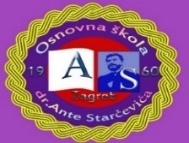 Osnovna škola
19 60
A S
Zagreb
dr.Ante Starčevića